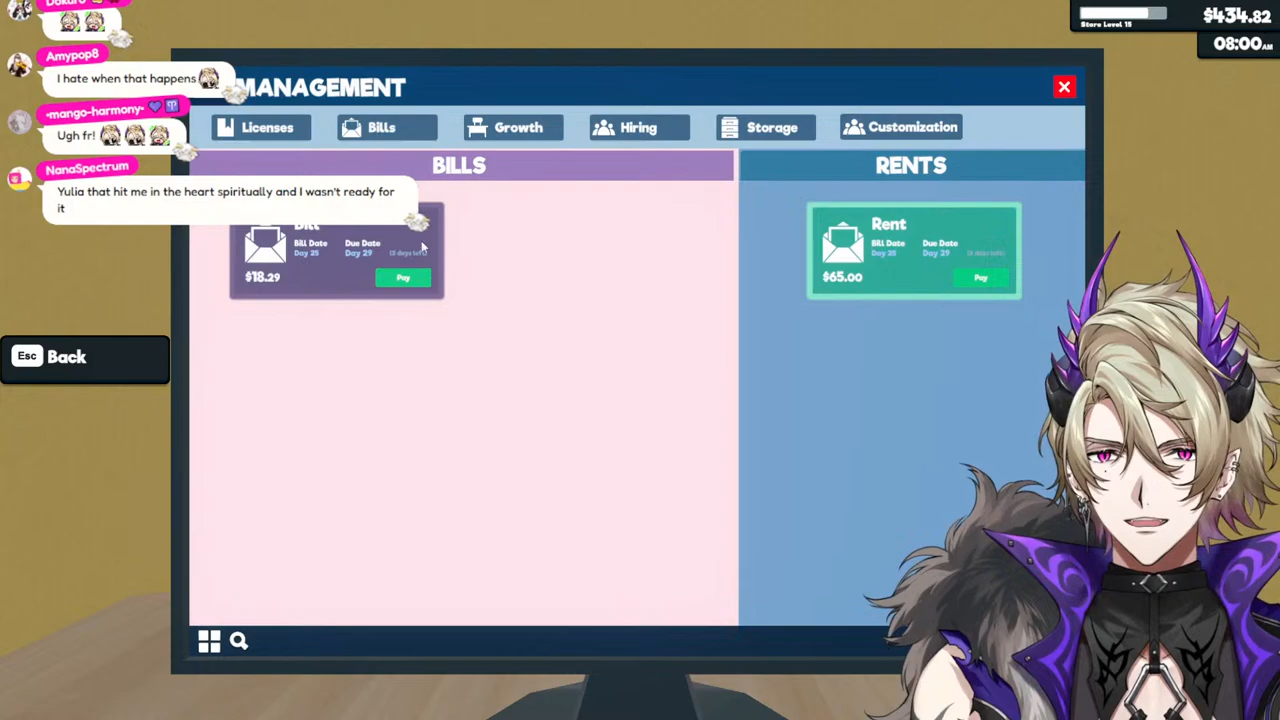 Dokuro
Amypop8
I hate when that happens
•mango-harmony•
Ugh fr!
NanaSpectrum
Yulia that hit me in the heart spiritually and I wasn't ready for
it
$434.82
Store Level 15
08:00AM
MANAGEMENT
Licenses
Bills
Growth
Hiring
Storage
Customization
BILLS
RENTS
Bill
Bill Date
Due Date
Day 25
Day 29
$18.29
Pay
Rent
Bill Date
Due Date
Day 25
Day 29
$65.00
Pay
Esc Back